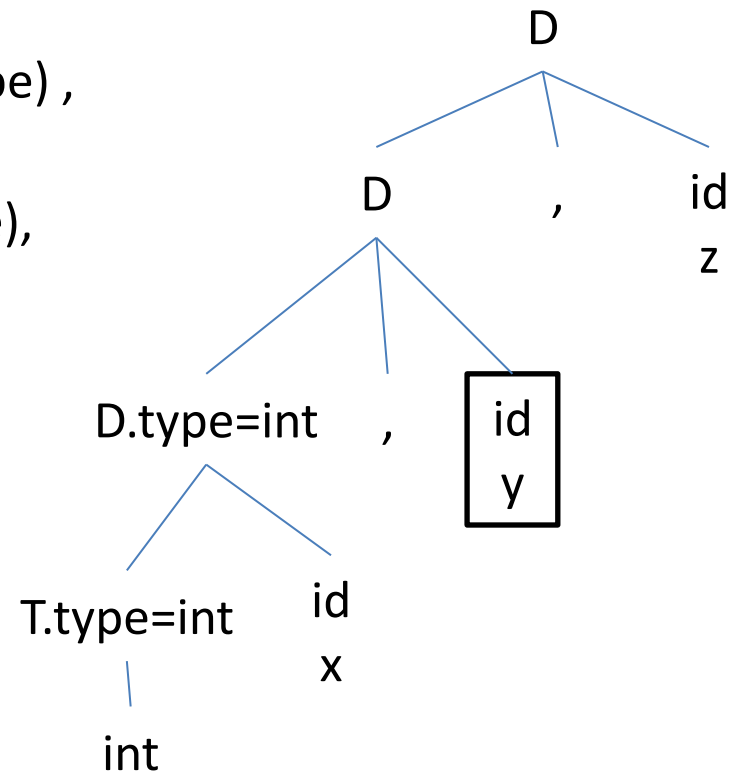 D
pe) ,
D , id
z
e),
D.type=int , id
y
T.type=int id
x
int